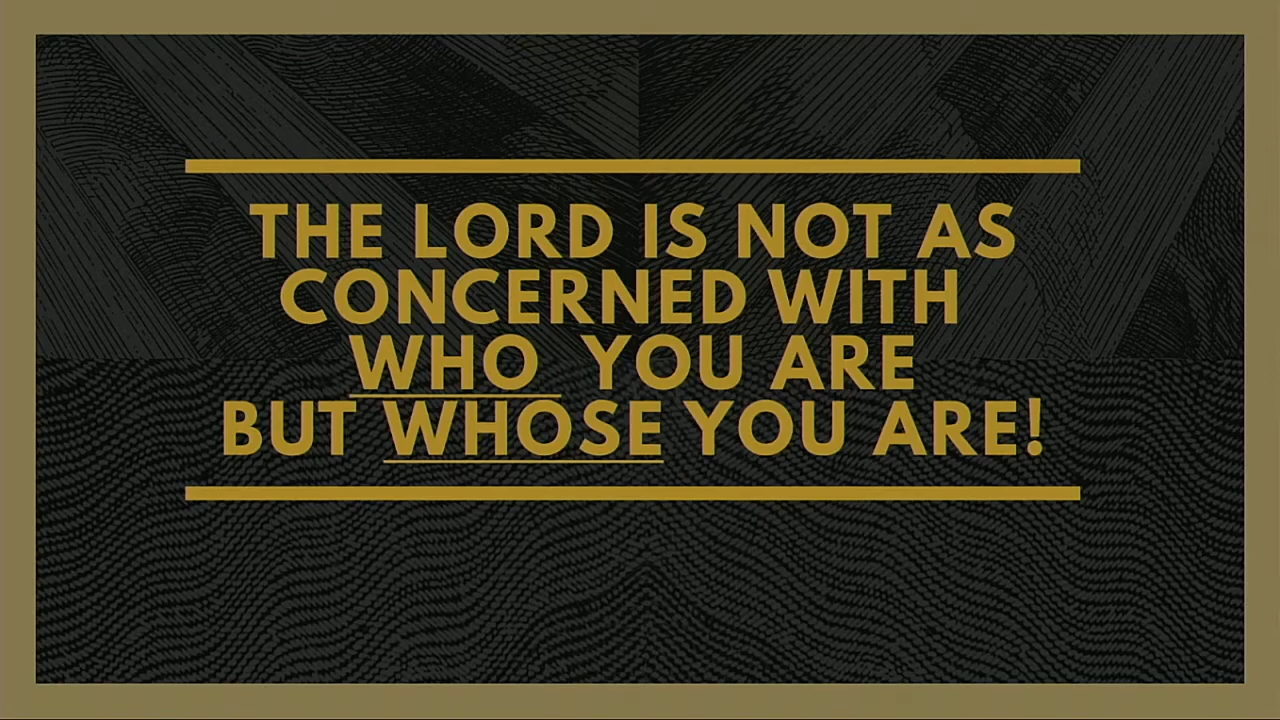 THE LORD IS NOT AS
CONCERNED WITH
WHO YOU ARE
BUT WHOSE YOU ARE!